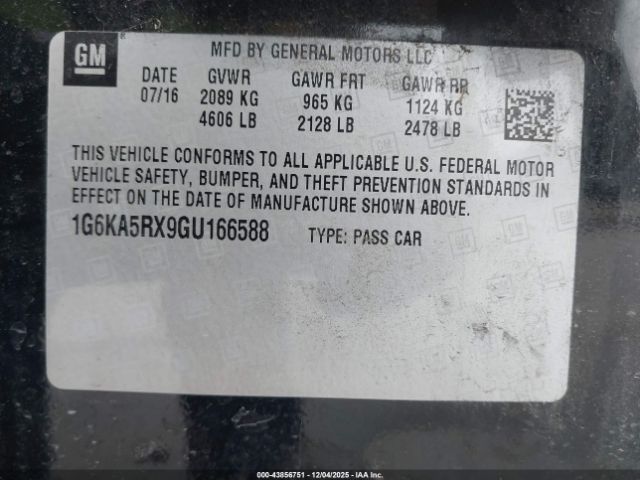 GM
MFD BY GENERAL MOTORS LLC
DATE GVWR GAWR FRT GAWR RR
07/16 2089 KG 965 KG 1124 KG
4606 LB 2128 LB 2478 LB
THIS VEHICLE CONFORMS TO ALL APPLICABLE U.S. FEDERAL MOTOR
VEHICLE SAFETY, BUMPER, AND THEFT PREVENTION STANDARDS IN
EFFECT ON THE DATE OF MANUFACTURE SHOWN ABOVE.
1G6KA5RX9GU166588 TYPE: PASS CAR
000-43856751 - 12/04/2025 - IAAI.COM